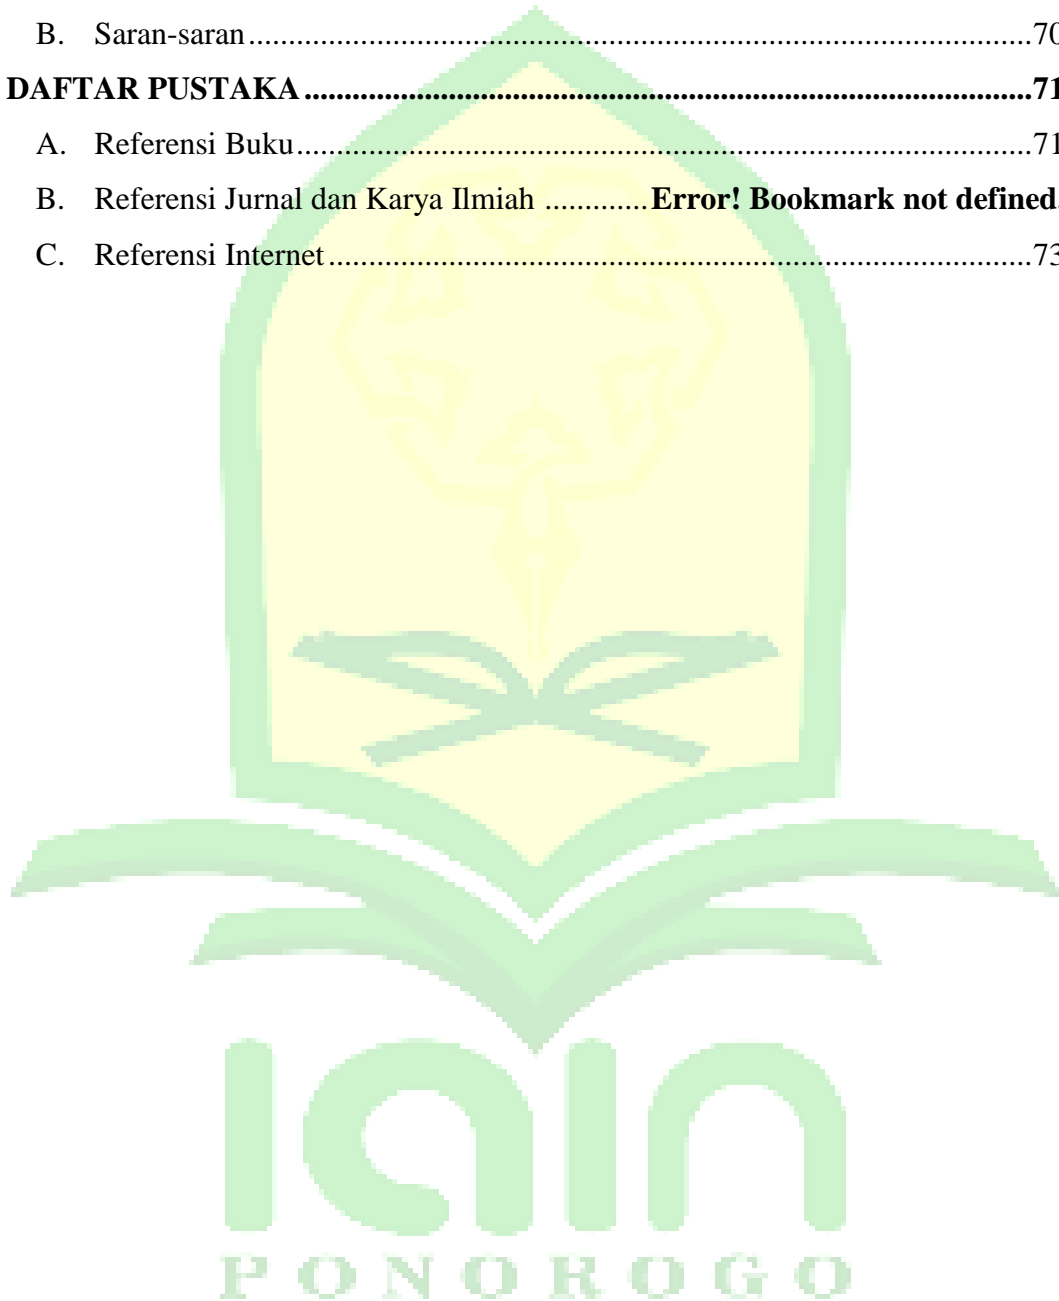 B. Saran-saran.......................................................................................................70
DAFTAR PUSTAKA...............................................................................................71
A. Referensi Buku................................................................................................71
B. Referensi Jurnal dan Karya Ilmiah .............Error! Bookmark not defined.
C. Referensi Internet............................................................................................73
iain
PONOROGO